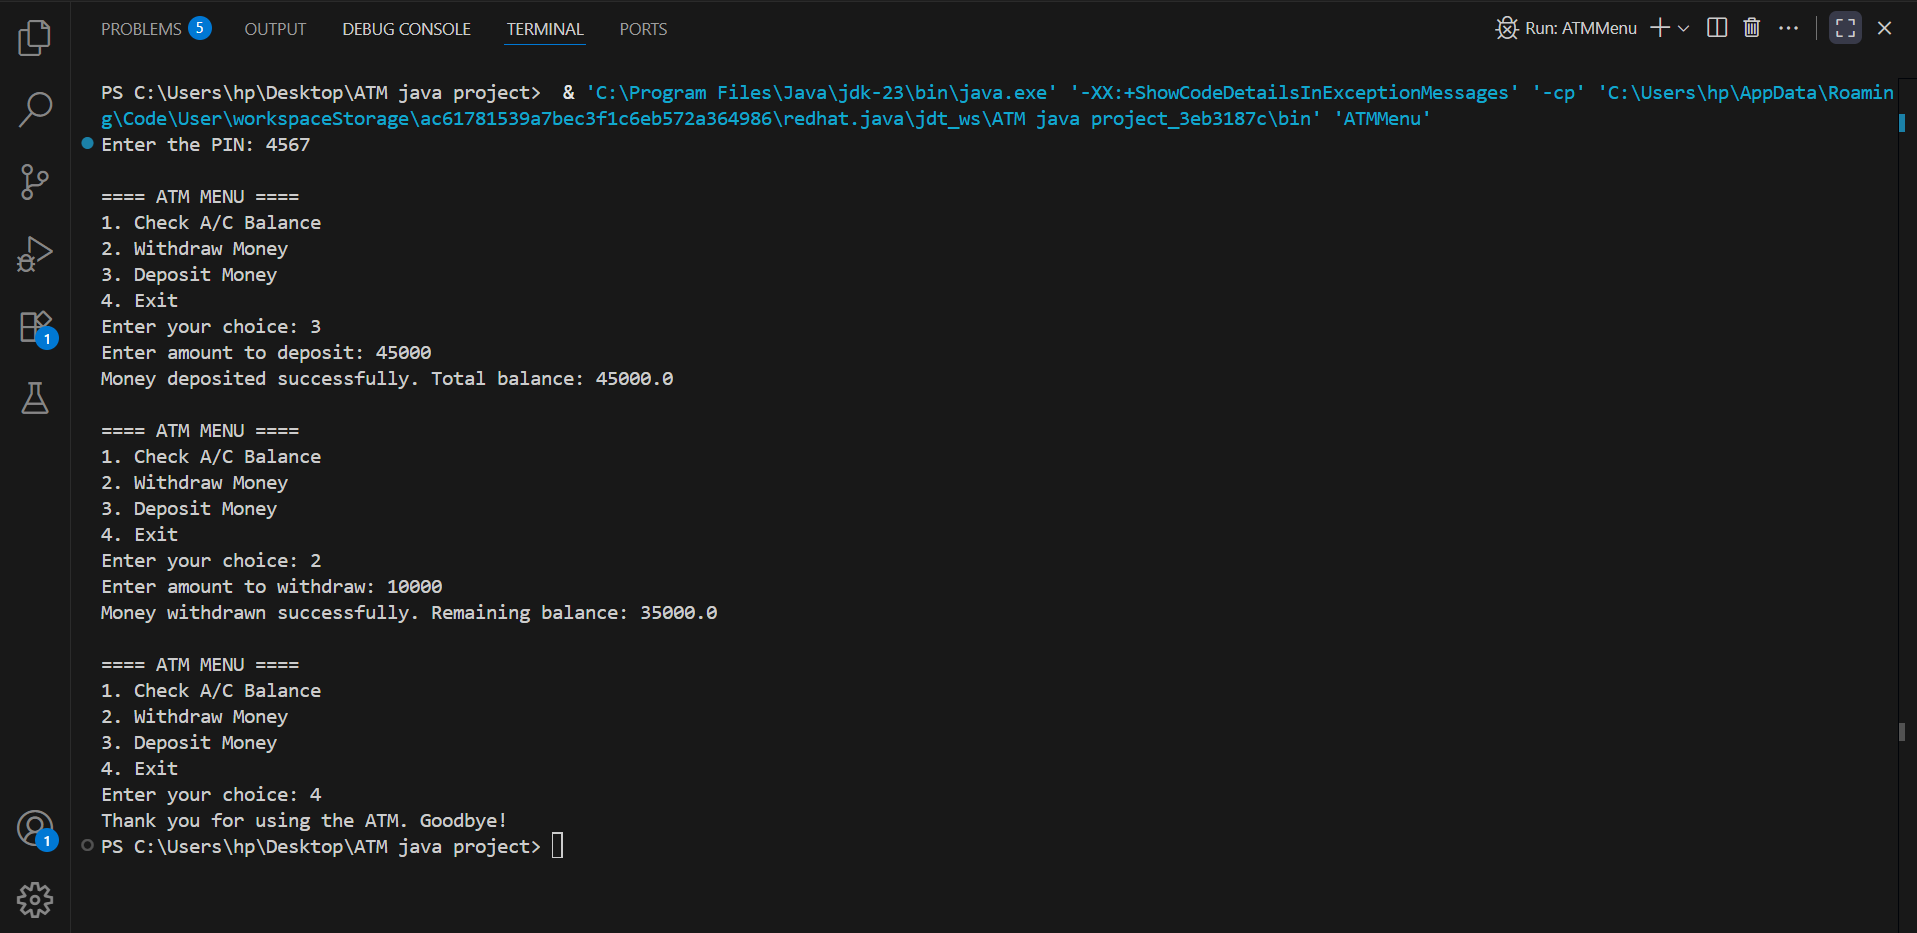 PROBLEMS 5 OUTPUT DEBUG CONSOLE TERMINAL PORTS Run: ATMMenu
PS C:\Users\hp\Desktop\ATM java project>  & 'C:\Program Files\Java\jdk-23\bin\java.exe' '-XX:+ShowCodeDetailsInExceptionMessages' '-cp' 'C:\Users\hp\AppData\Roamin
g\Code\User\workspaceStorage\ac61781539a7bec3f1c6eb572a364986\redhat.java\jdt_ws\ATM java project_3eb3187c\bin' 'ATMMenu'
Enter the PIN: 4567
==== ATM MENU ====
1. Check A/C Balance
2. Withdraw Money
3. Deposit Money
4. Exit
Enter your choice: 3
Enter amount to deposit: 45000
Money deposited successfully. Total balance: 45000.0
==== ATM MENU ====
1. Check A/C Balance
2. Withdraw Money
3. Deposit Money
4. Exit
Enter your choice: 2
Enter amount to withdraw: 10000
Money withdrawn successfully. Remaining balance: 35000.0
==== ATM MENU ====
1. Check A/C Balance
2. Withdraw Money
3. Deposit Money
4. Exit
Enter your choice: 4
Thank you for using the ATM. Goodbye!
PS C:\Users\hp\Desktop\ATM java project>
1
1